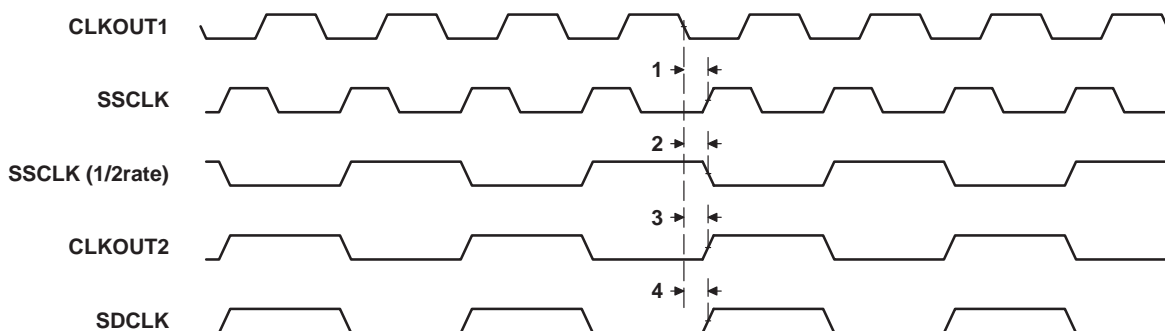 CLKOUT1
1
SSCLK
2
SSCLK (1/2rate)
3
CLKOUT2
4
SDCLK